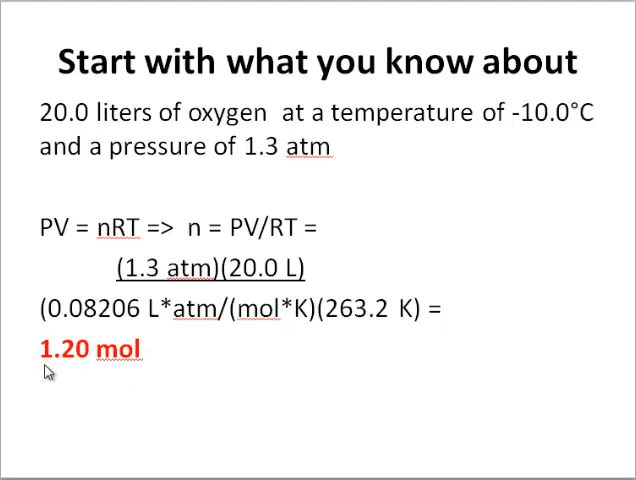 Start with what you know about
20.0 liters of oxygen at a temperature of -10.0°C
and a pressure of 1.3 atm
PV = nRT => n = PV/RT =
(1.3 atm)(20.0 L)
(0.08206 L*atm/(mol*K)(263.2 K) =
1.20 mol